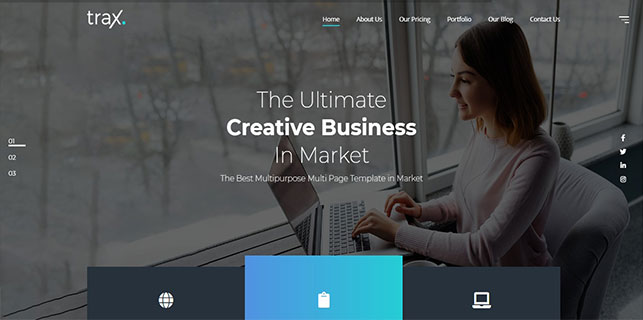 trax.
Home About Us Our Pricing Portfolio Our Blog Contact Us
The Ultimate
Creative Business
In Market
The Best Multipurpose Multi Page Template in Market
01
02
03